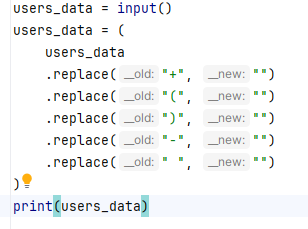 users_data = input()
users_data = (
    users_data
    .replace(__old: "+", __new: "")
    .replace(__old: "(", __new: "")
    .replace(__old: ")", __new: "")
    .replace(__old: "-", __new: "")
    .replace(__old: " ", __new: "")
)
print(users_data)